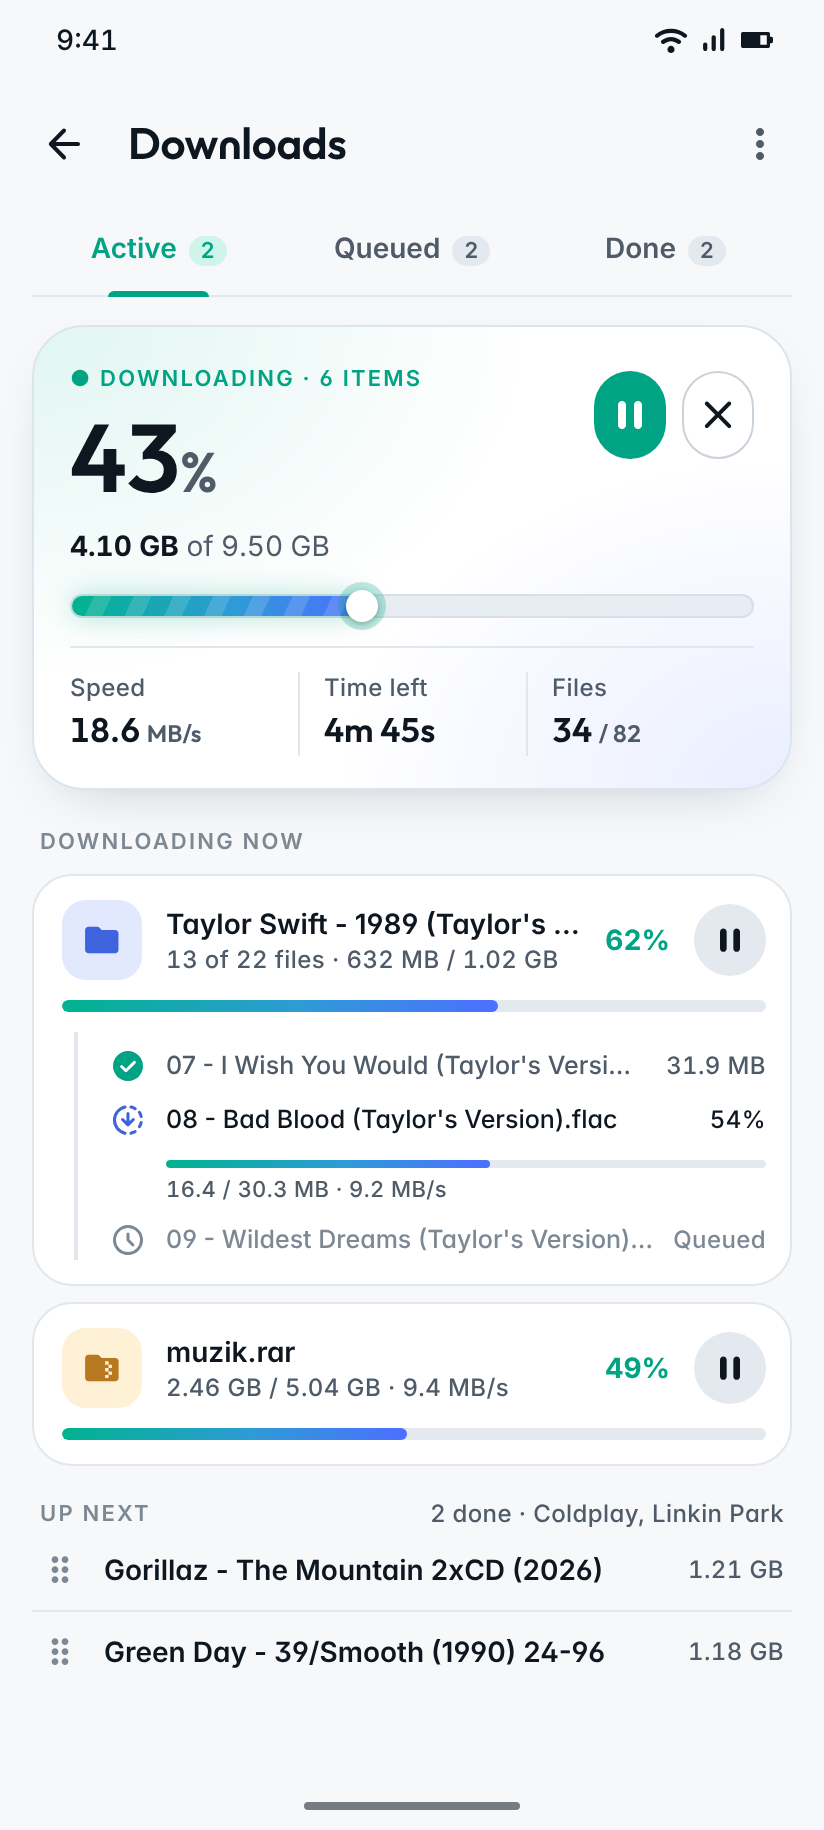 9:41
Downloads
Active 2 Queued 2 Done 2
DOWNLOADING · 6 ITEMS
43%
4.10 GB of 9.50 GB
Speed Time left Files
18.6 MB/s 4m 45s 34 / 82
DOWNLOADING NOW
Taylor Swift - 1989 (Taylor's ... 62%
13 of 22 files · 632 MB / 1.02 GB
07 - I Wish You Would (Taylor's Versi... 31.9 MB
08 - Bad Blood (Taylor's Version).flac 54%
16.4 / 30.3 MB · 9.2 MB/s
09 - Wildest Dreams (Taylor's Version)... Queued
muzik.rar 49%
2.46 GB / 5.04 GB · 9.4 MB/s
UP NEXT 2 done · Coldplay, Linkin Park
Gorillaz - The Mountain 2xCD (2026) 1.21 GB
Green Day - 39/Smooth (1990) 24-96 1.18 GB